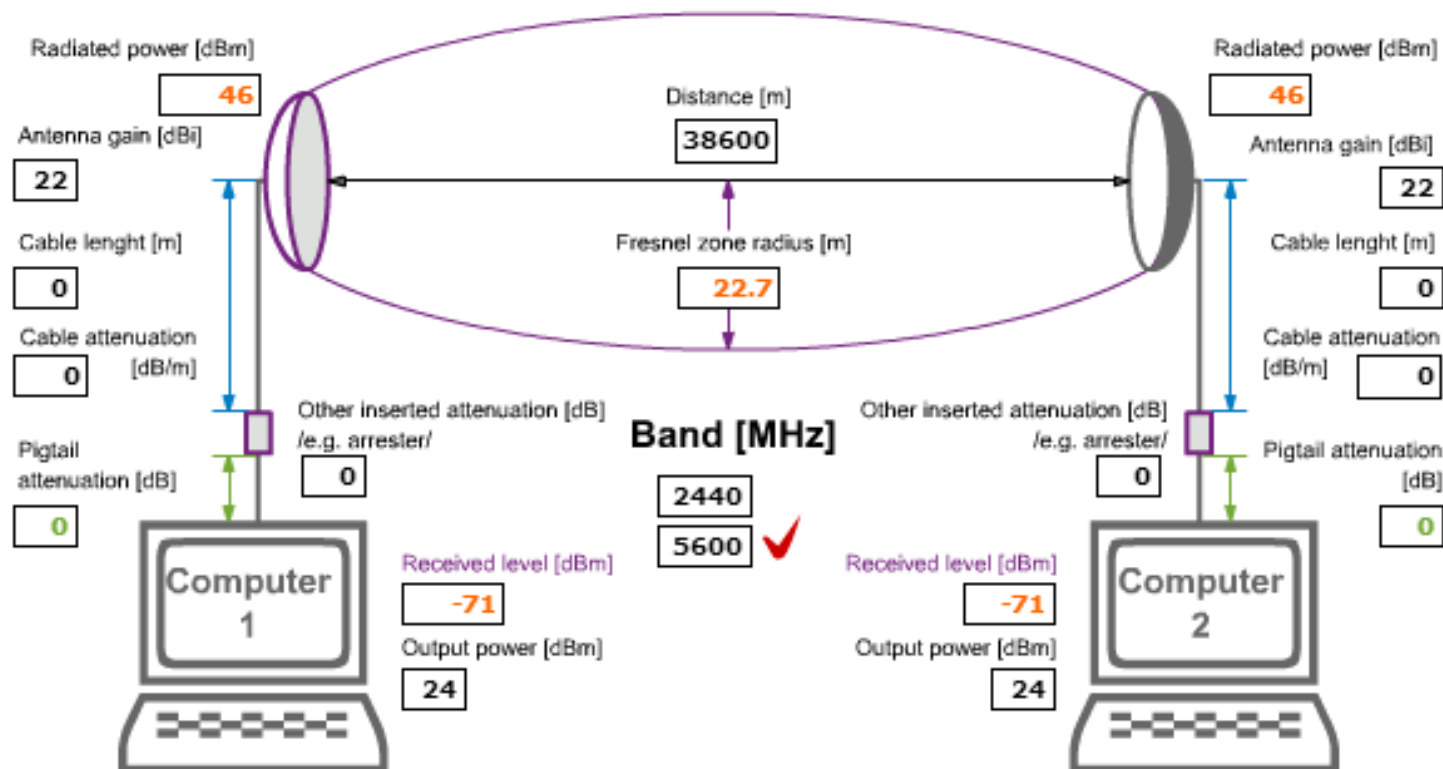 Radiated power [dBm]
46
Antenna gain [dBi]
22
Cable lenght [m]
0
Cable attenuation
[dB/m]
0
Pigtail
attenuation [dB]
0
Other inserted attenuation [dB]
/e.g. arrester/
0
Computer
1
Received level [dBm]
-71
Output power [dBm]
24
Distance [m]
38600
Fresnel zone radius [m]
22.7
Band [MHz]
2440
5600
Radiated power [dBm]
46
Antenna gain [dBi]
22
Cable lenght [m]
0
Cable attenuation
[dB/m]
0
Other inserted attenuation [dB]
/e.g. arrester/
0
Pigtail attenuation
[dB]
0
Received level [dBm]
-71
Output power [dBm]
24
Computer
2